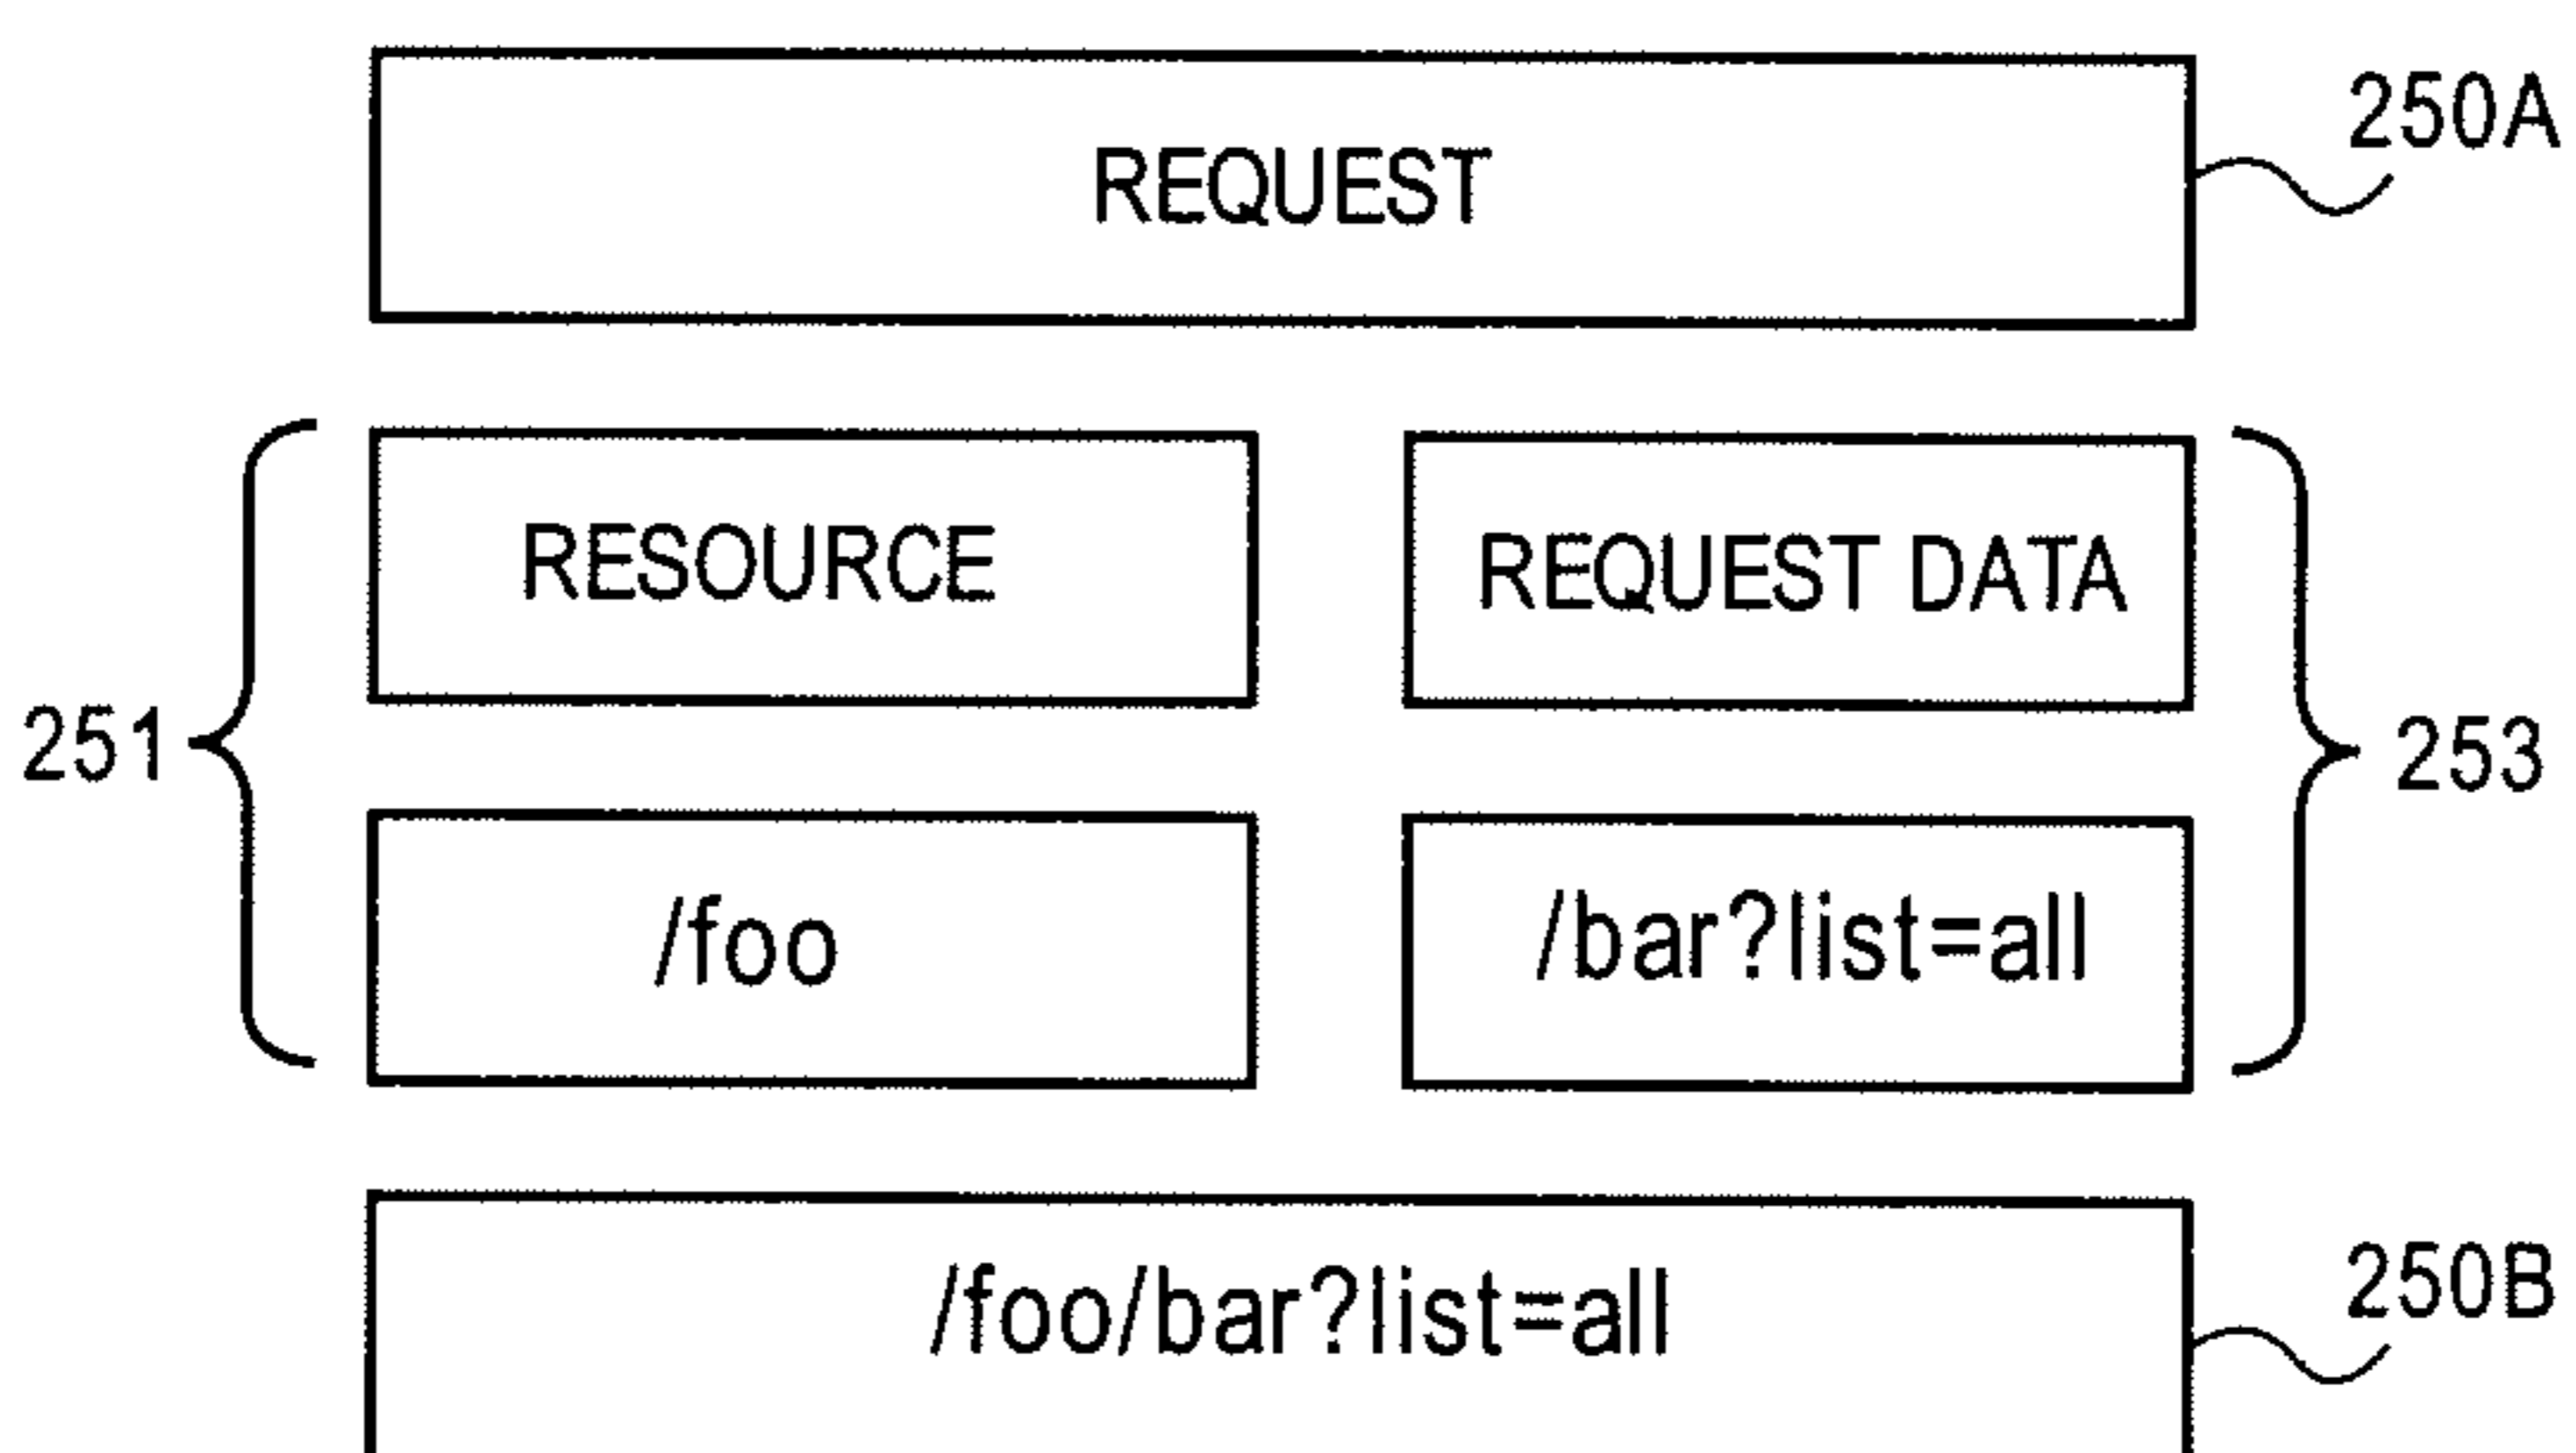 250A
REQUEST
RESOURCE
REQUEST DATA
251
253
/foo
/bar?list=all
250B
/foo/bar?list=all